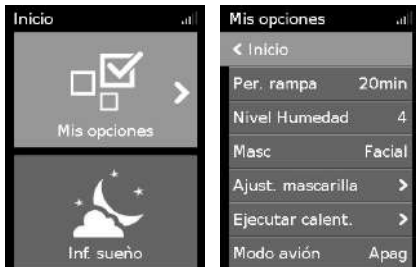 Inicio
Mis opciones
Inf. sueño
Mis opciones
< Inicio
Per. rampa 20min
Nivel Humedad 4
Masc Facial
Ajust. mascarilla >
Ejecutar calent. >
Modo avión Apag